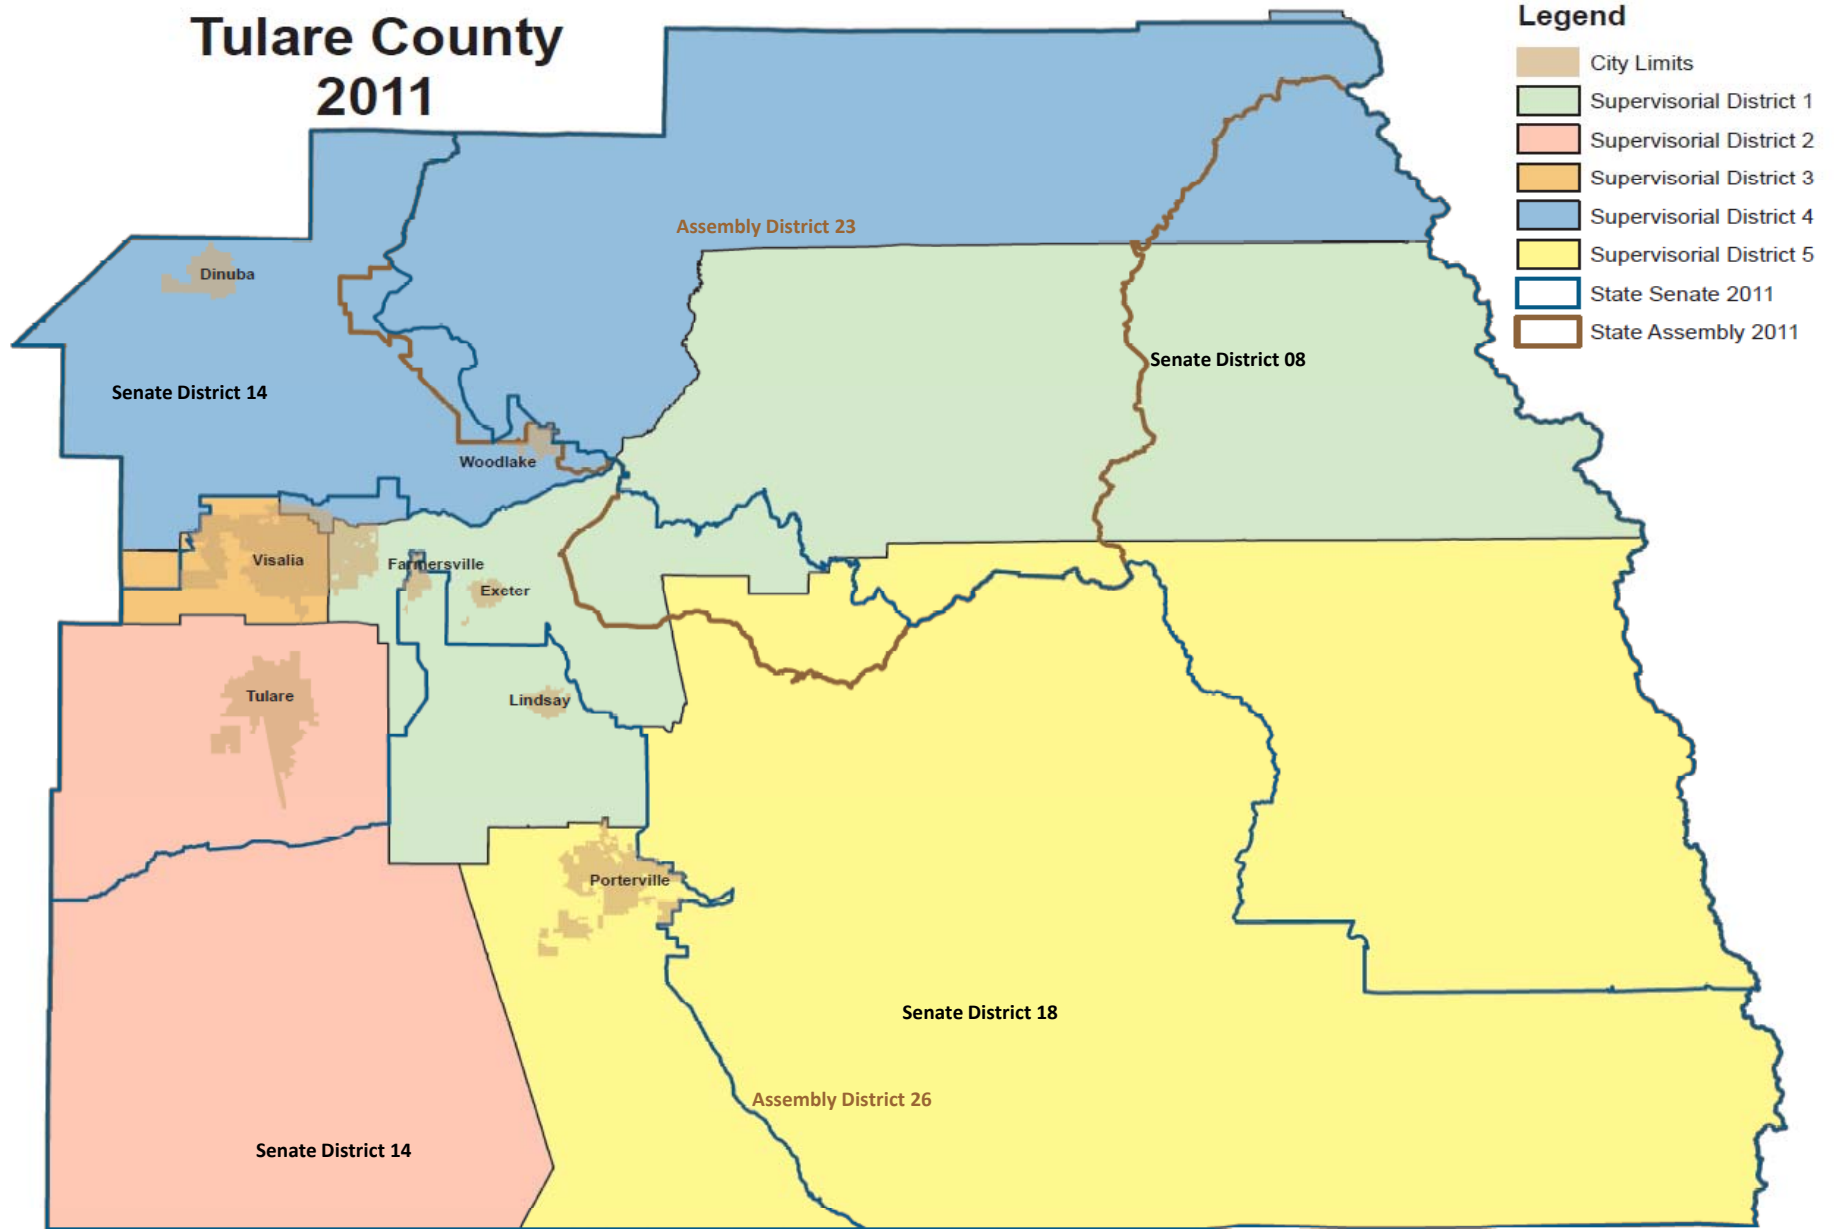 Tulare County
2011
Legend
City Limits
Supervisorial District 1
Supervisorial District 2
Supervisorial District 3
Supervisorial District 4
Supervisorial District 5
State Senate 2011
State Assembly 2011
Assembly District 23
Dinuba
Senate District 08
Senate District 14
Woodlake
Visalia
Farmersville
Exeter
Tulare
Lindsay
Porterville
Senate District 18
Assembly District 26
Senate District 14